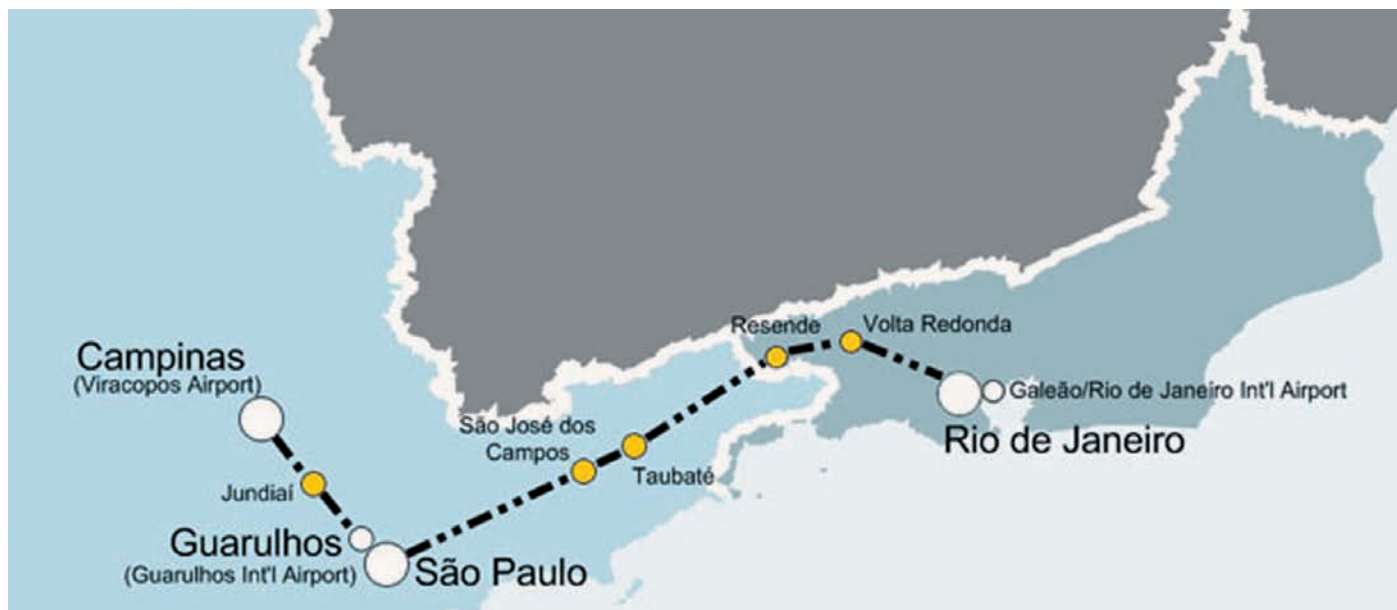 Resende
Volta Redonda
Campinas
(Viracopos Airport)
Galeão/Rio de Janeiro Int'l Airport
São José dos
Campos
Rio de Janeiro
Taubaté
Jundiaí
Guarulhos
(Guarulhos Int'l Airport)
São Paulo